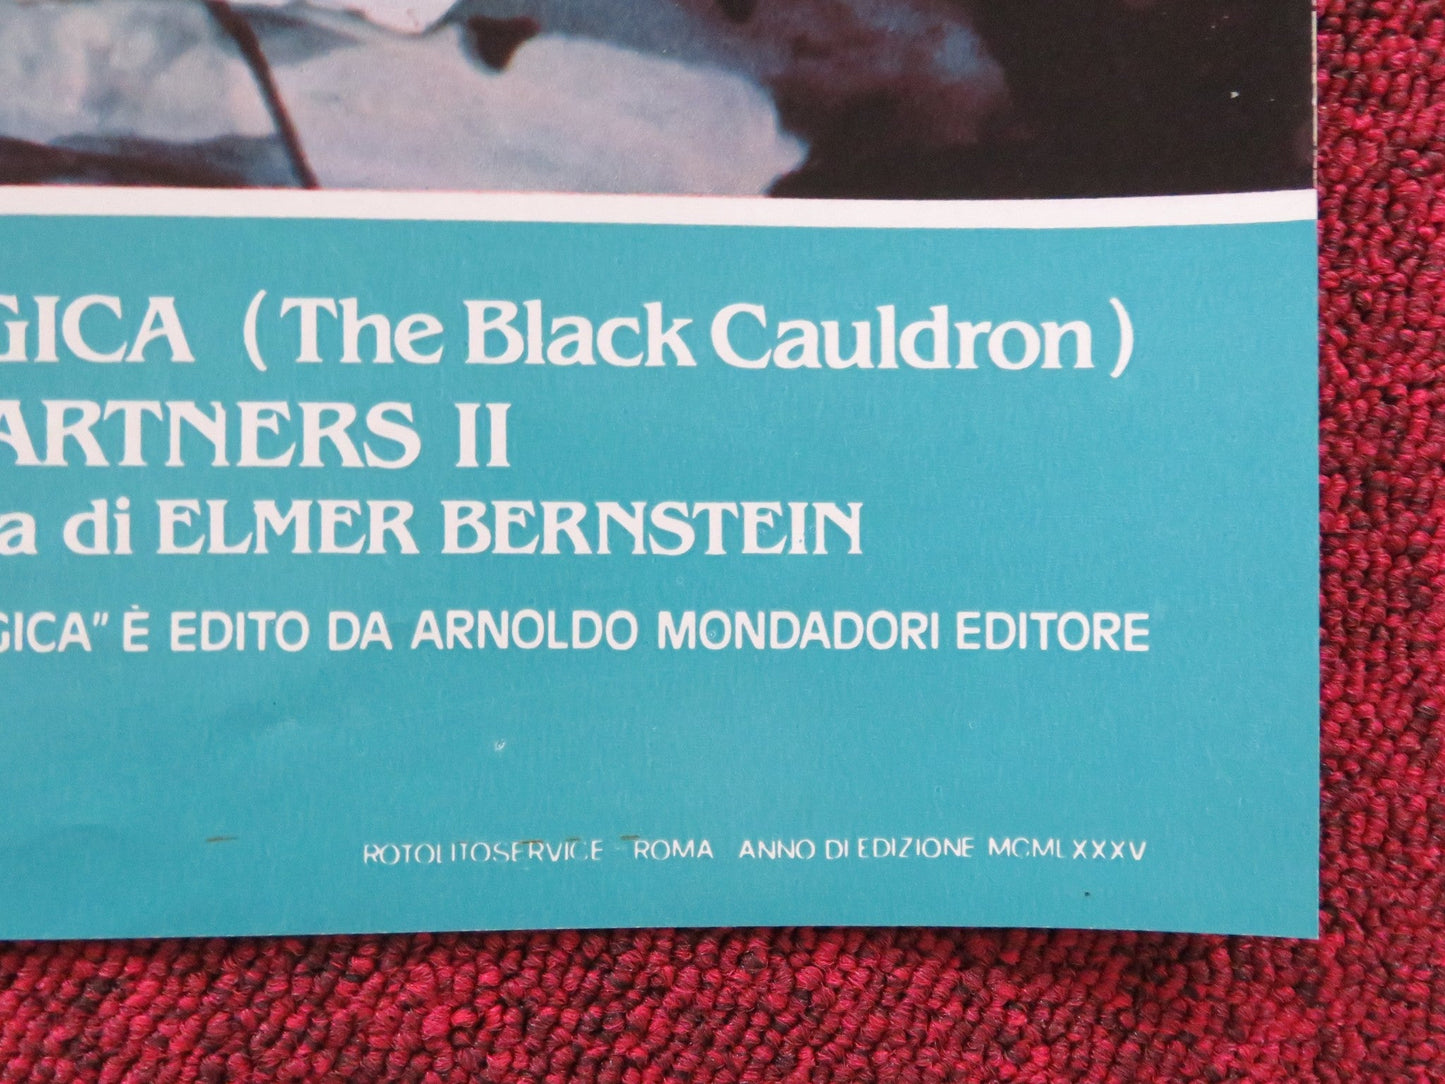 GICA (The Black Cauldron)
ARTNERS II
a di ELMER BERNSTEIN
GICA" È EDITO DA ARNOLDO MONDADORI EDITORE
ROTOLITOSERVICE - ROMA ANNO DI EDIZIONE MCMLXXXV